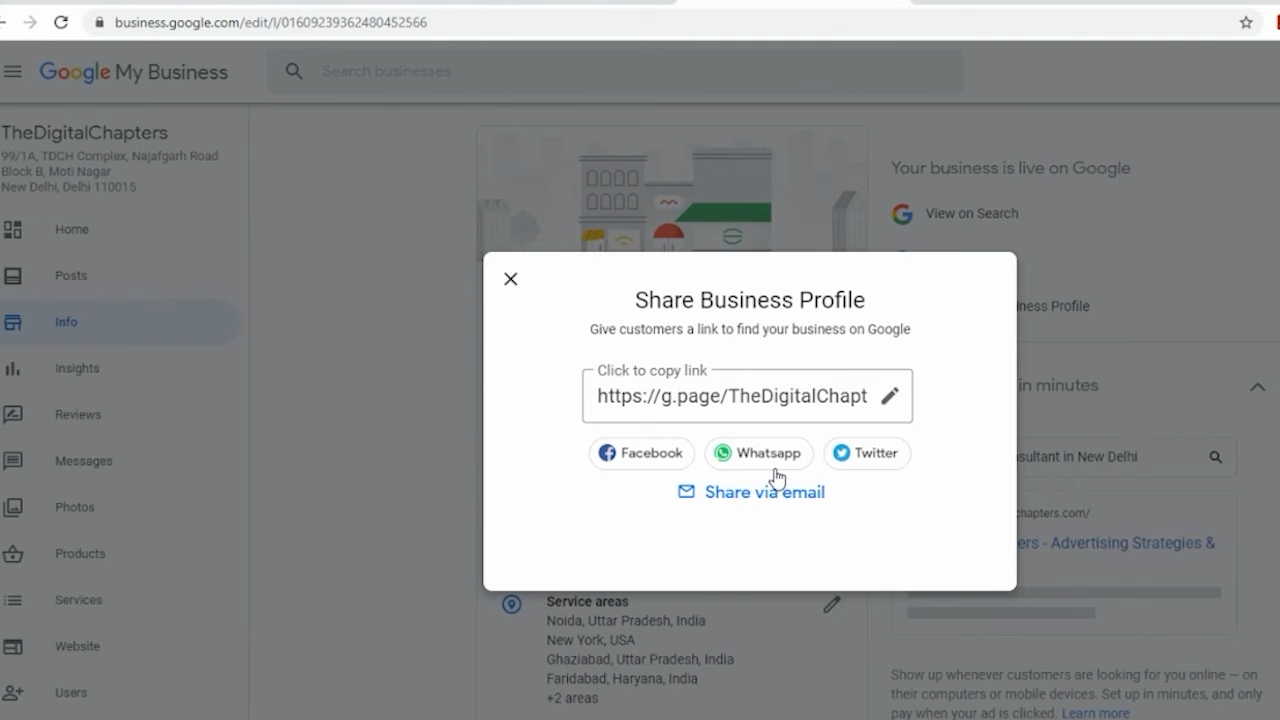 business.google.com/edit/l/01609239362480452566
Google My Business
Search businesses
TheDigitalChapters
99/1A, TDCH Complex, Najafgarh Road
Block B, Moti Nagar
New Delhi, Delhi 110015
Home
Posts
Info
Insights
Reviews
Messages
Photos
Products
Services
Website
Users
Your business is live on Google
View on Search
iness Profile
in minutes
sultant in New Delhi
chapters.com/
ers - Advertising Strategies &
Show up whenever customers are looking for you online — on
their computers or mobile devices. Set up in minutes, and only
pay when your ad is clicked. Learn more
Share Business Profile
Give customers a link to find your business on Google
Click to copy link
https://g.page/TheDigitalChapt
Facebook
Whatsapp
Twitter
Share via email
Service areas
Noida, Uttar Pradesh, India
New York, USA
Ghaziabad, Uttar Pradesh, India
Faridabad, Haryana, India
+2 areas